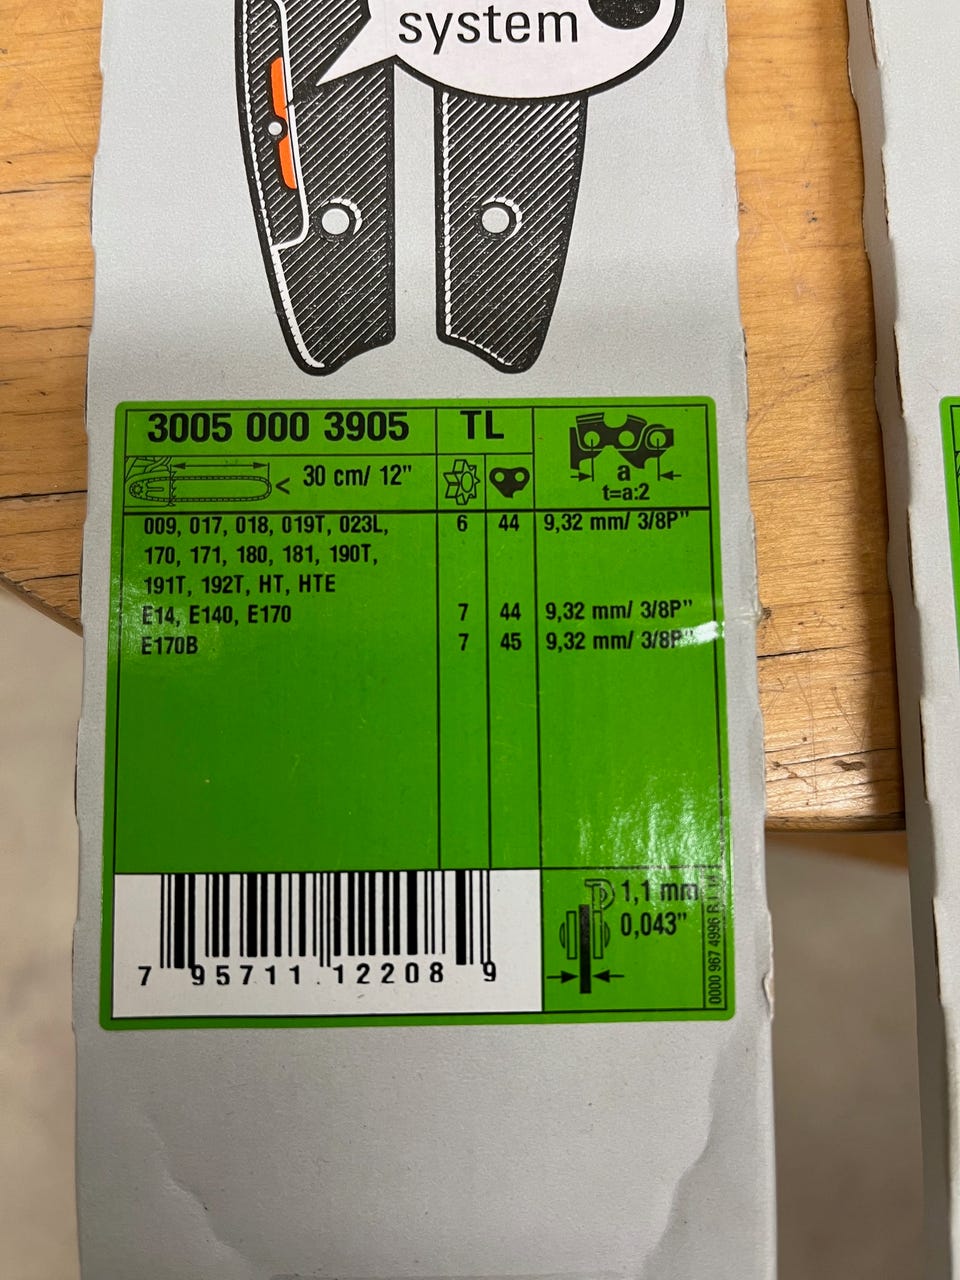 system
3005 000 3905 TL
a
< 30 cm/ 12" t=a:2
009, 017, 018, 019T, 023L, 6 44 9,32 mm/ 3/8P"
170, 171, 180, 181, 190T,
191T, 192T, HT, HTE
E14, E140, E170 7 44 9,32 mm/ 3/8P"
E170B 7 45 9,32 mm/ 3/8P"
1,1 mm
0,043"
7 95711 12208 9
0000 967 4996